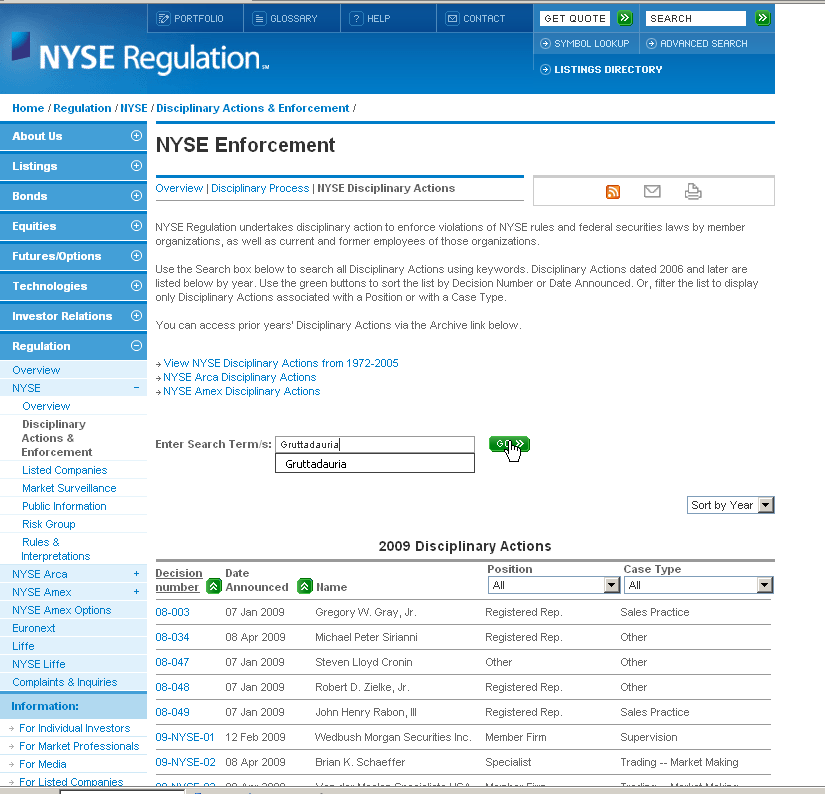 PORTFOLIO GLOSSARY HELP CONTACT GET QUOTE SEARCH
SYMBOL LOOKUP ADVANCED SEARCH
LISTINGS DIRECTORY
NYSE Regulation SM
Home / Regulation / NYSE / Disciplinary Actions & Enforcement /
About Us
Listings
Bonds
Equities
Futures/Options
Technologies
Investor Relations
Regulation
Overview
NYSE
Overview
Disciplinary
Actions &
Enforcement
Listed Companies
Market Surveillance
Public Information
Risk Group
Rules &
Interpretations
NYSE Arca
NYSE Amex
NYSE Amex Options
Euronext
Liffe
NYSE Liffe
Complaints & Inquiries
Information:
For Individual Investors
For Market Professionals
For Media
For Listed Companies
NYSE Enforcement
Overview | Disciplinary Process | NYSE Disciplinary Actions
NYSE Regulation undertakes disciplinary action to enforce violations of NYSE rules and federal securities laws by member
organizations, as well as current and former employees of those organizations.
Use the Search box below to search all Disciplinary Actions using keywords. Disciplinary Actions dated 2006 and later are
listed below by year. Use the green buttons to sort the list by Decision Number or Date Announced. Or, filter the list to display
only Disciplinary Actions associated with a Position or with a Case Type.
You can access prior years' Disciplinary Actions via the Archive link below.
View NYSE Disciplinary Actions from 1972-2005
NYSE Arca Disciplinary Actions
NYSE Amex Disciplinary Actions
Enter Search Term/s: Gruttadauria GO
Gruttadauria
Sort by Year
2009 Disciplinary Actions
Decision number Date Announced Name Position Case Type
All All
08-003 07 Jan 2009 Gregory W. Gray, Jr. Registered Rep. Sales Practice
08-034 08 Apr 2009 Michael Peter Sirianni Registered Rep. Other
08-047 07 Jan 2009 Steven Lloyd Cronin Other Other
08-048 07 Jan 2009 Robert D. Zielke, Jr. Registered Rep. Other
08-049 07 Jan 2009 John Henry Rabon, III Registered Rep. Sales Practice
09-NYSE-01 12 Feb 2009 Wedbush Morgan Securities Inc. Member Firm Supervision
09-NYSE-02 08 Apr 2009 Brian K. Schaeffer Specialist Trading -- Market Making